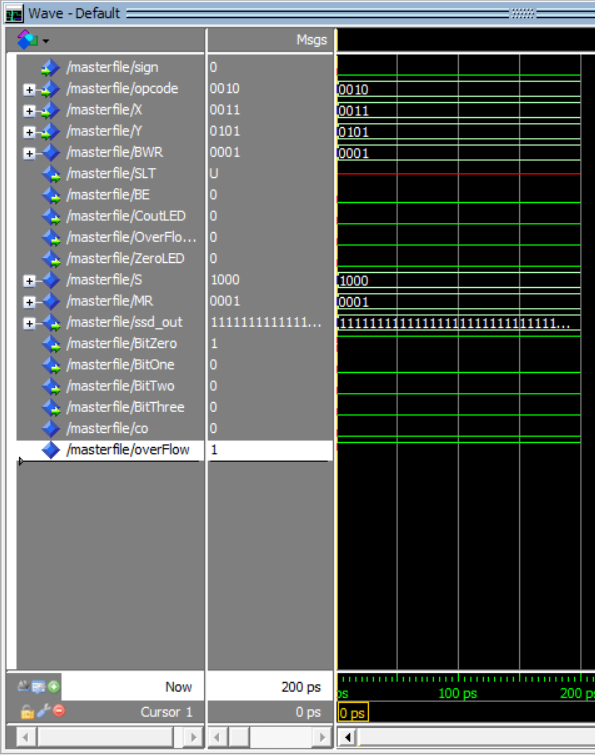 Wave - Default
Msgs
/masterfile/sign 0
/masterfile/opcode 0010 0010
/masterfile/X 0011 0011
/masterfile/Y 0101 0101
/masterfile/BWR 0001 0001
/masterfile/SLT U
/masterfile/BE 0
/masterfile/CoutLED 0
/masterfile/OverFlo... 0
/masterfile/ZeroLED 0
/masterfile/S 1000 1000
/masterfile/MR 0001 0001
/masterfile/ssd_out 1111111111111... 11111111111111111111111111111111...
/masterfile/BitZero 1
/masterfile/BitOne 0
/masterfile/BitTwo 0
/masterfile/BitThree 0
/masterfile/co 0
/masterfile/overFlow 1
Now 200 ps ps 100 ps 200 p
Cursor 1 0 ps 0 ps